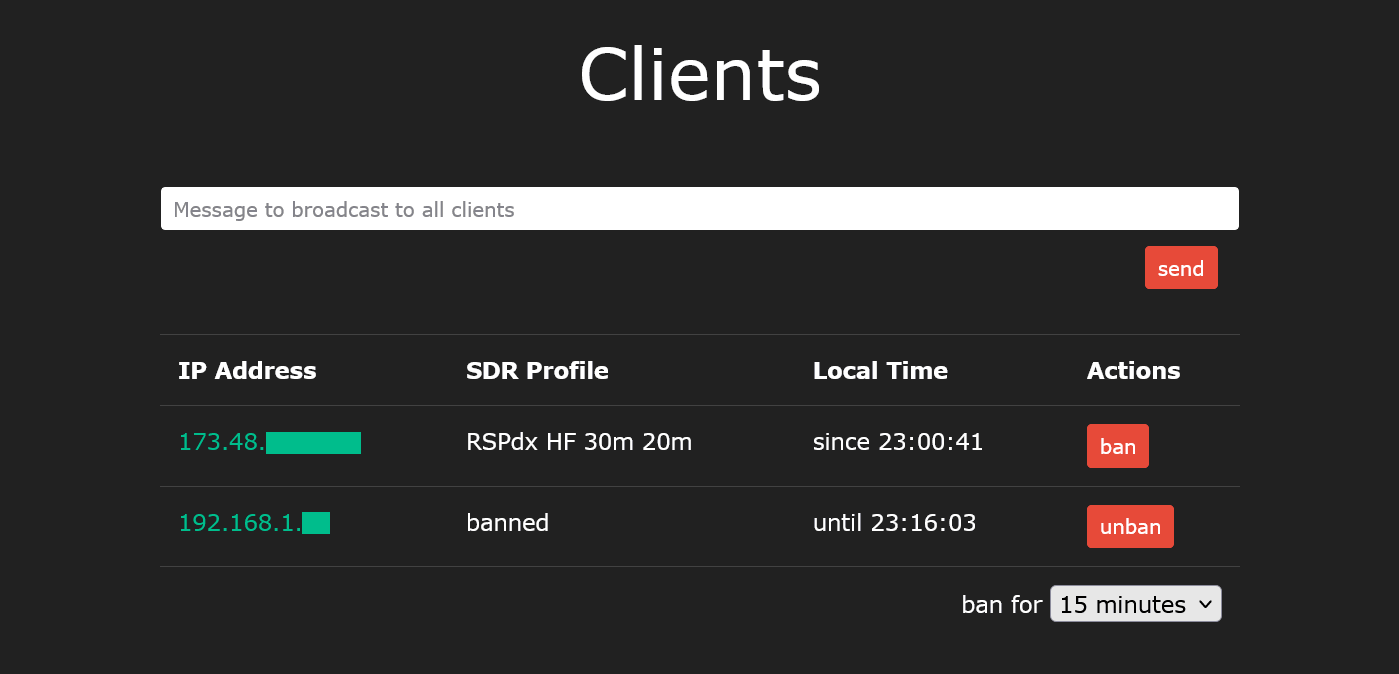 Clients
Message to broadcast to all clients
send
IP Address SDR Profile Local Time Actions
173.48. RSPdx HF 30m 20m since 23:00:41 ban
192.168.1. banned until 23:16:03 unban
ban for 15 minutes